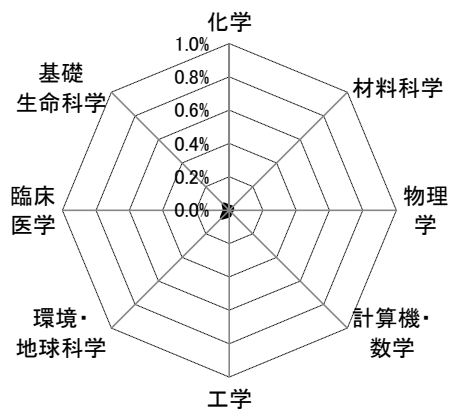 化学
1.0%
0.8%
0.6%
0.4%
0.2%
0.0%
材料科学
物理
学
計算機・
数学
工学
環境・
地球科学
臨床
医学
基礎
生命科学